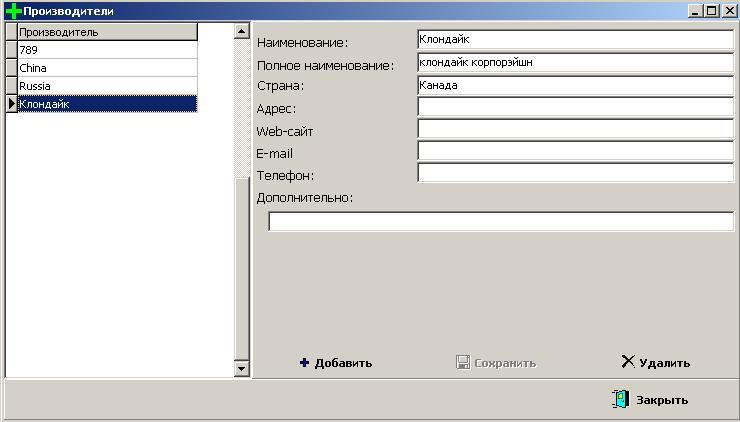 Производители
Производитель
789
China
Russia
Клондайк
Наименование: Клондайк
Полное наименование: клондайк корпорэйшн
Страна: Канада
Адрес:
Web-сайт
E-mail
Телефон:
Дополнительно:
Добавить Сохранить Удалить
Закрыть